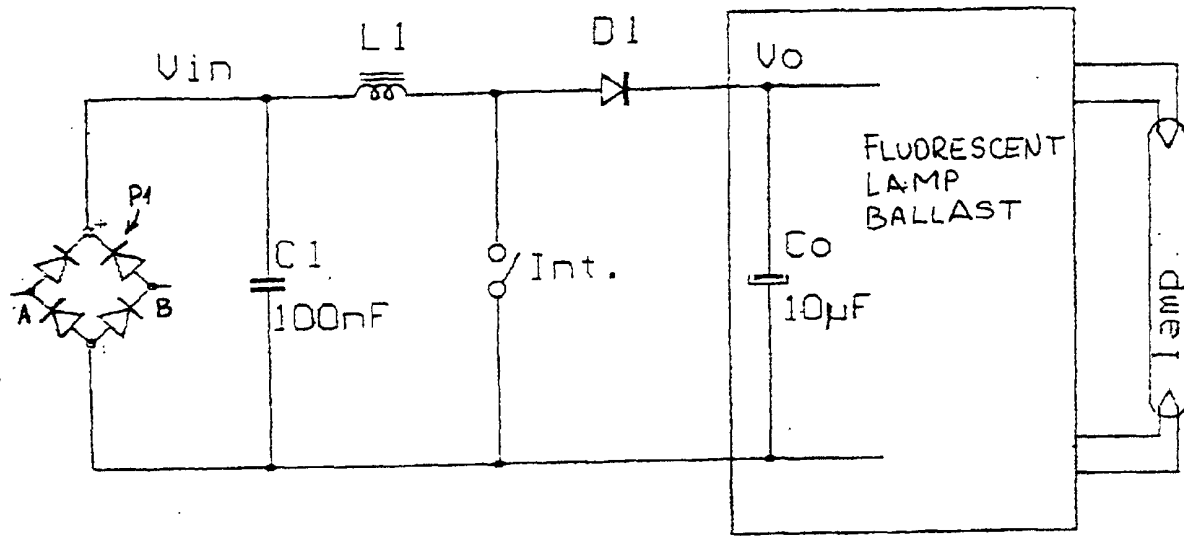 L1
D1
Vin
Vo
P1
+
A
B
C1
100nF
Int.
Co
10µF
FLUORESCENT
LAMP
BALLAST
Lamp